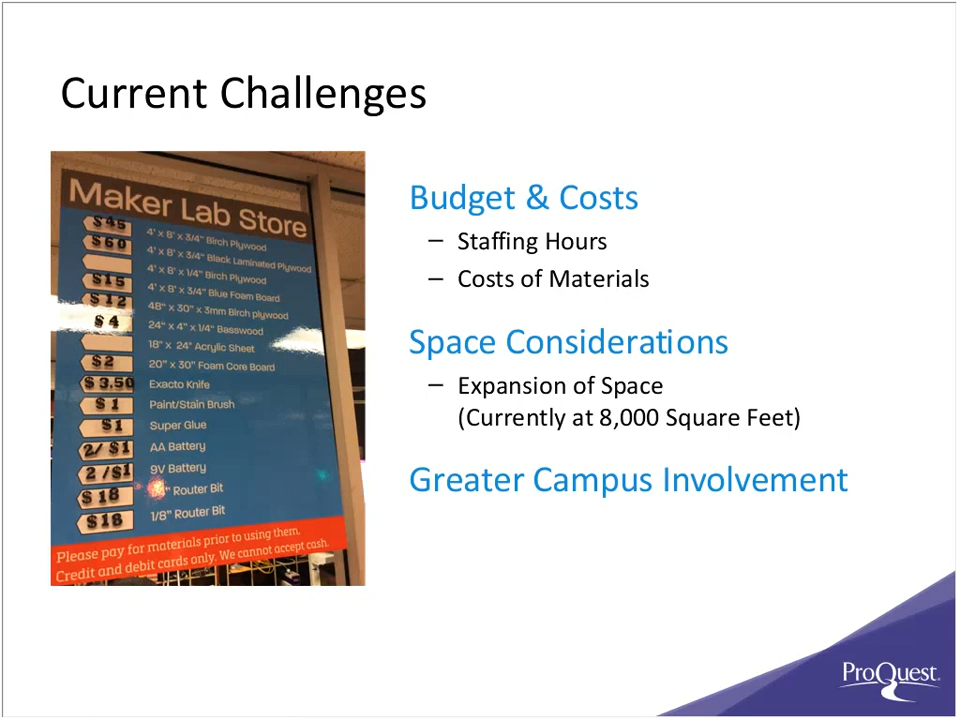 Current Challenges
Maker Lab Store
$45 4' x 8' x 3/4" Birch Plywood
$60 4' x 8' x 3/4" Black Laminated Plywood
4' x 8' x 1/4" Birch Plywood
$15 4' x 8' x 3/4" Blue Foam Board
$12 48" x 30" x 3mm Birch plywood
$4 24" x 4" x 1/4" Basswood
18" x 24" Acrylic Sheet
$2 20" x 30" Foam Core Board
$3.50 Exacto Knife
$1 Paint/Stain Brush
$1 Super Glue
2/$1 AA Battery
2/$1 9V Battery
$18 Router Bit
$18 1/8" Router Bit
Please pay for materials prior to using them.
Credit and debit cards only. We cannot accept cash.
Budget & Costs
– Staffing Hours
– Costs of Materials
Space Considerations
– Expansion of Space
(Currently at 8,000 Square Feet)
Greater Campus Involvement
ProQuest